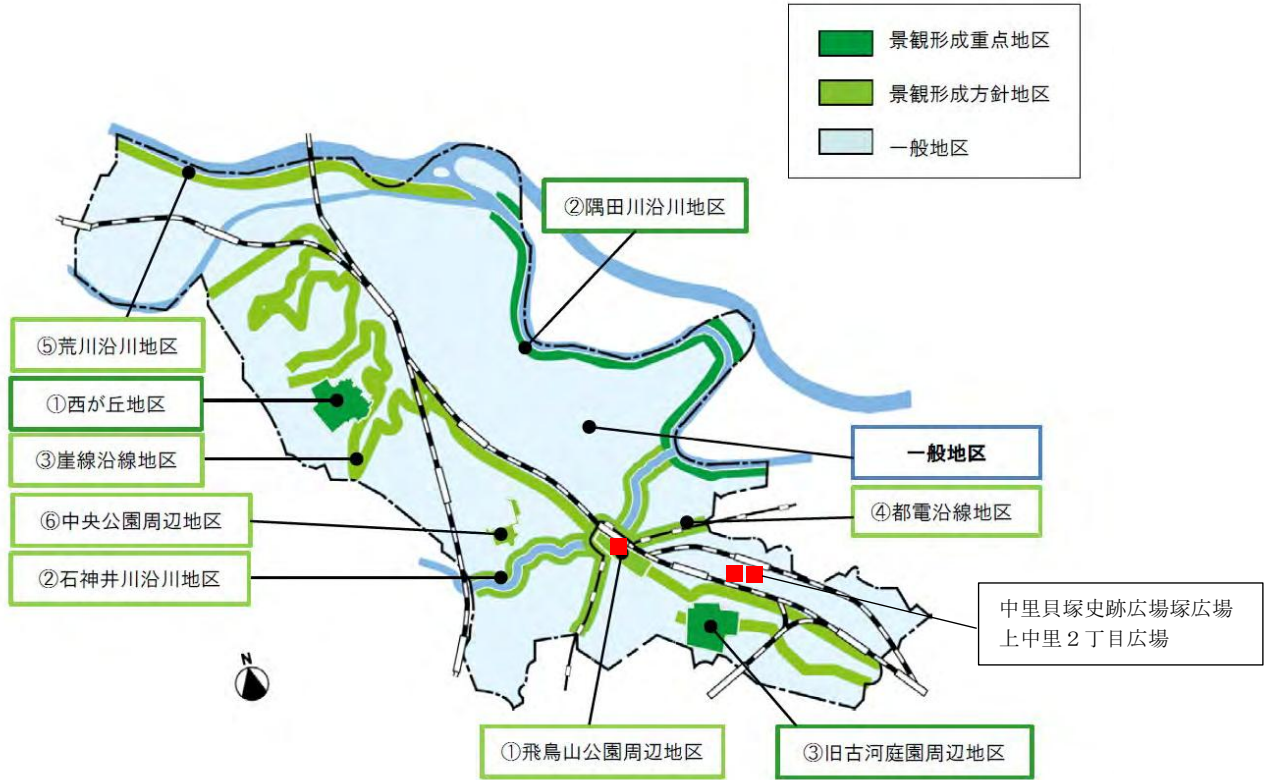 景観形成重点地区
景観形成方針地区
一般地区
②隅田川沿川地区
⑤荒川沿川地区
①西が丘地区
③崖線沿線地区
⑥中央公園周辺地区
②石神井川沿川地区
一般地区
④都電沿線地区
中里貝塚史跡広場塚広場
上中里２丁目広場
N
①飛鳥山公園周辺地区
③旧古河庭園周辺地区